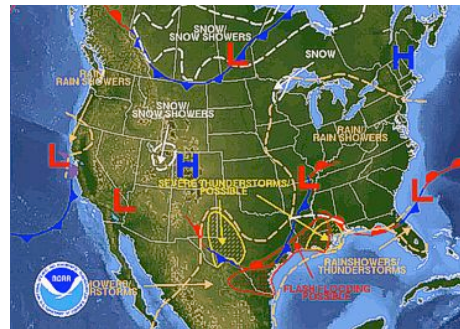 SNOW/
SNOW SHOWERS
L
SNOW
H
RAIN/
RAIN SHOWERS
SNOW/
SNOW SHOWERS
RAIN/
RAIN SHOWERS
L
H
L
SEVERE THUNDERSTORMS
POSSIBLE
L
L
RAINSHOWERS/
THUNDERSTORMS
FLASH FLOODING
POSSIBLE
NOAA